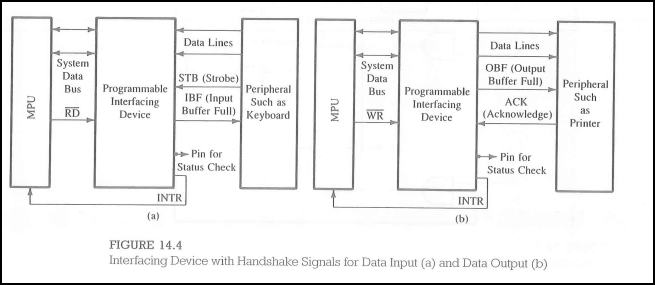 MPU
System
Data
Bus
RD
Programmable
Interfacing
Device
Data Lines
STB (Strobe)
IBF (Input
Buffer Full)
Peripheral
Such as
Keyboard
Pin for
Status Check
INTR
(a)
MPU
System
Data
Bus
WR
Programmable
Interfacing
Device
Data Lines
OBF (Output
Buffer Full)
ACK
(Acknowledge)
Peripheral
Such
as
Printer
Pin for
Status Check
INTR
(b)
FIGURE 14.4
Interfacing Device with Handshake Signals for Data Input (a) and Data Output (b)